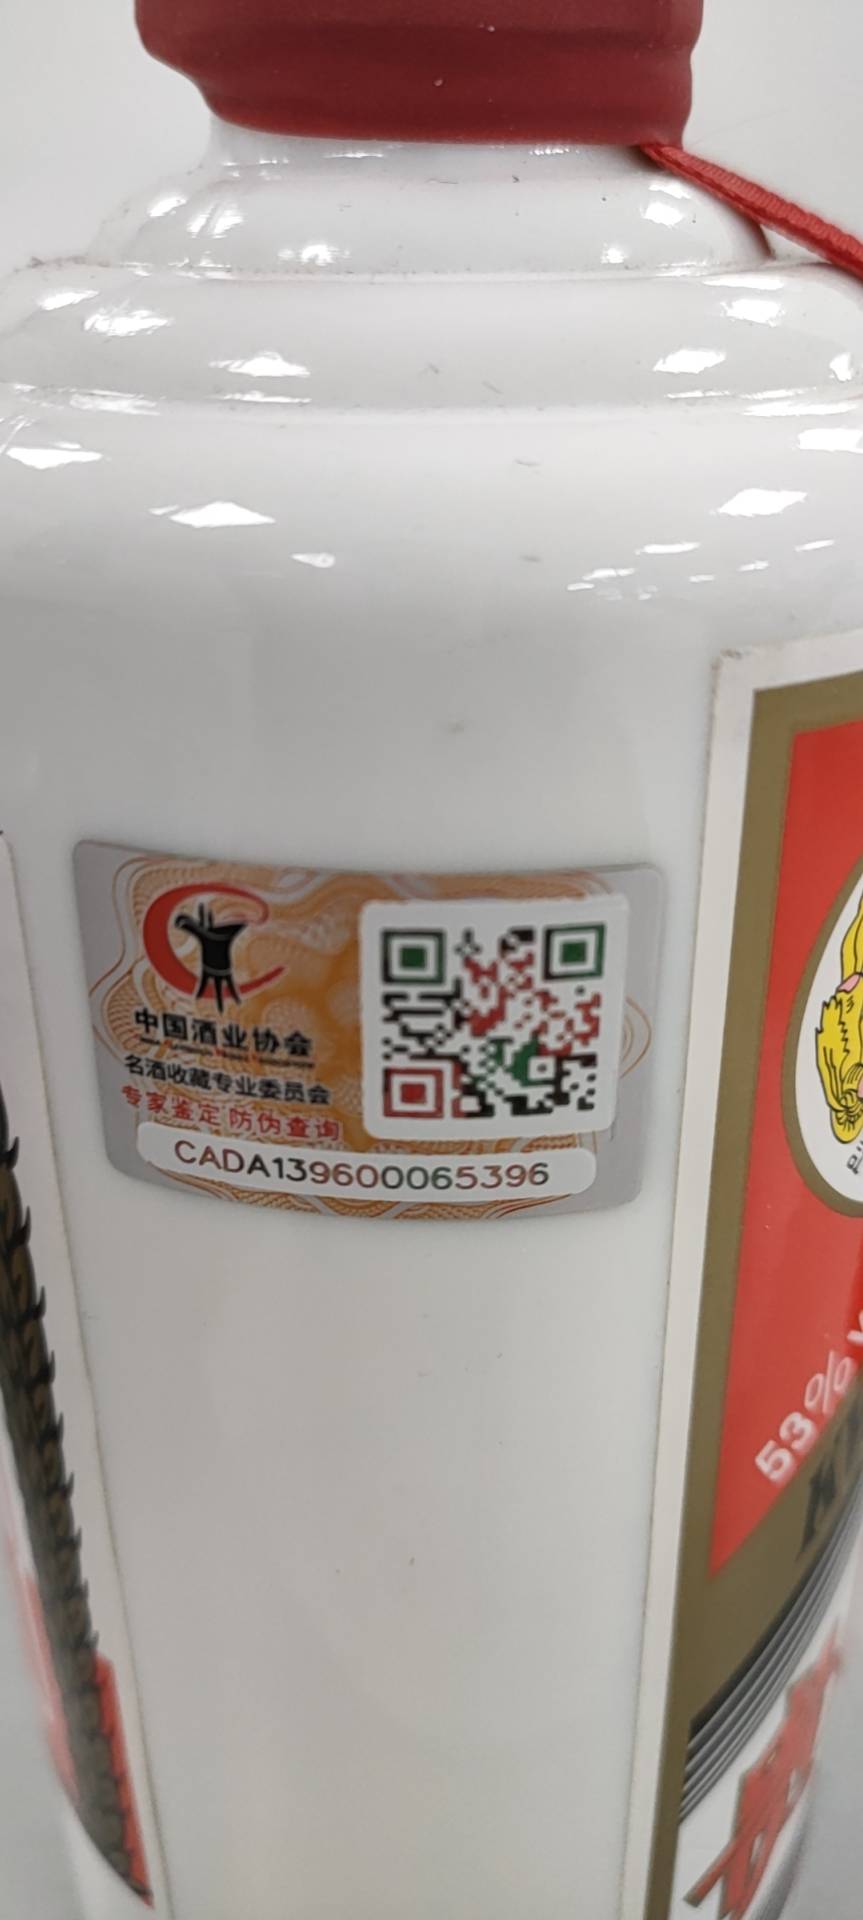 中国酒业协会
名酒收藏专业委员会
专家鉴定 防伪查询
CADA139600065396
53%